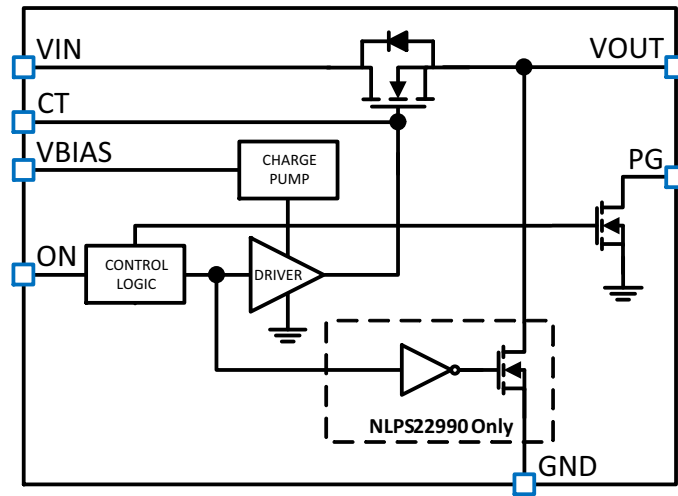 VIN
VOUT
CT
VBIAS
CHARGE
PUMP
PG
ON
CONTROL
LOGIC
DRIVER
NLPS22990 Only
GND